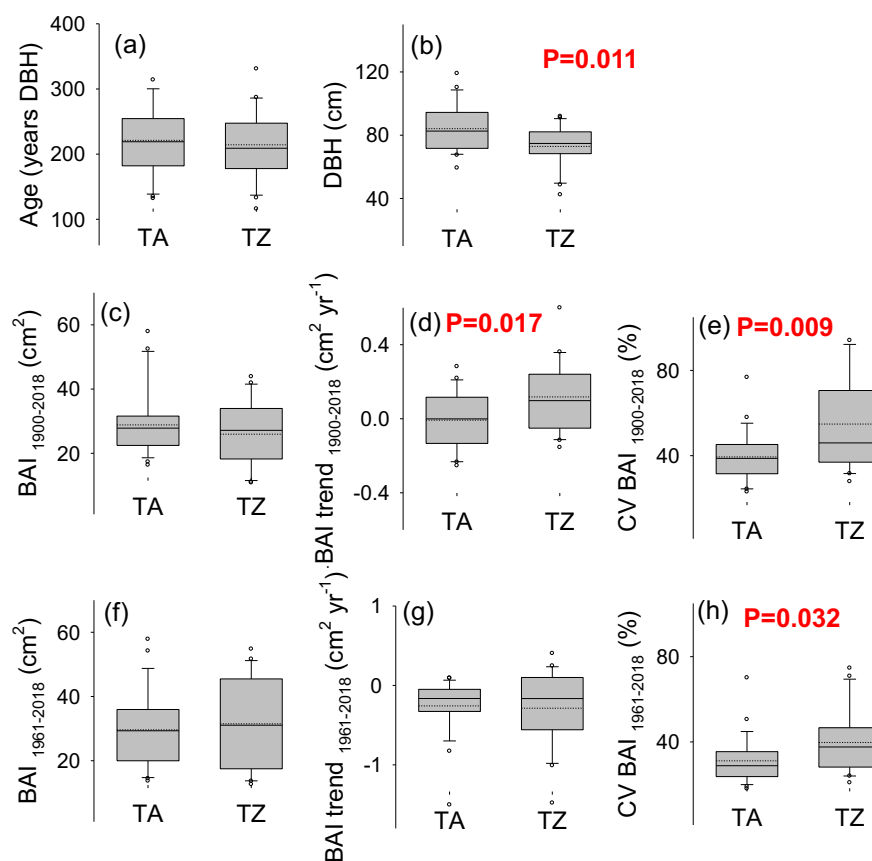 (a)
Age (years DBH)
400
300
200
100
TA
TZ
(b)
P=0.011
DBH (cm)
120
80
40
TA
TZ
(c)
BAI 1900-2018 (cm²)
60
40
20
TA
TZ
(d)
P=0.017
BAI trend 1900-2018 (cm² yr⁻¹)
0.4
0.0
-0.4
TA
TZ
(e)
P=0.009
CV BAI 1900-2018 (%)
80
40
TA
TZ
(f)
BAI 1961-2018 (cm²)
60
40
20
TA
TZ
(g)
BAI trend 1961-2018 (cm² yr⁻¹)
1
0
-1
TA
TZ
(h)
P=0.032
CV BAI 1961-2018 (%)
80
40
TA
TZ